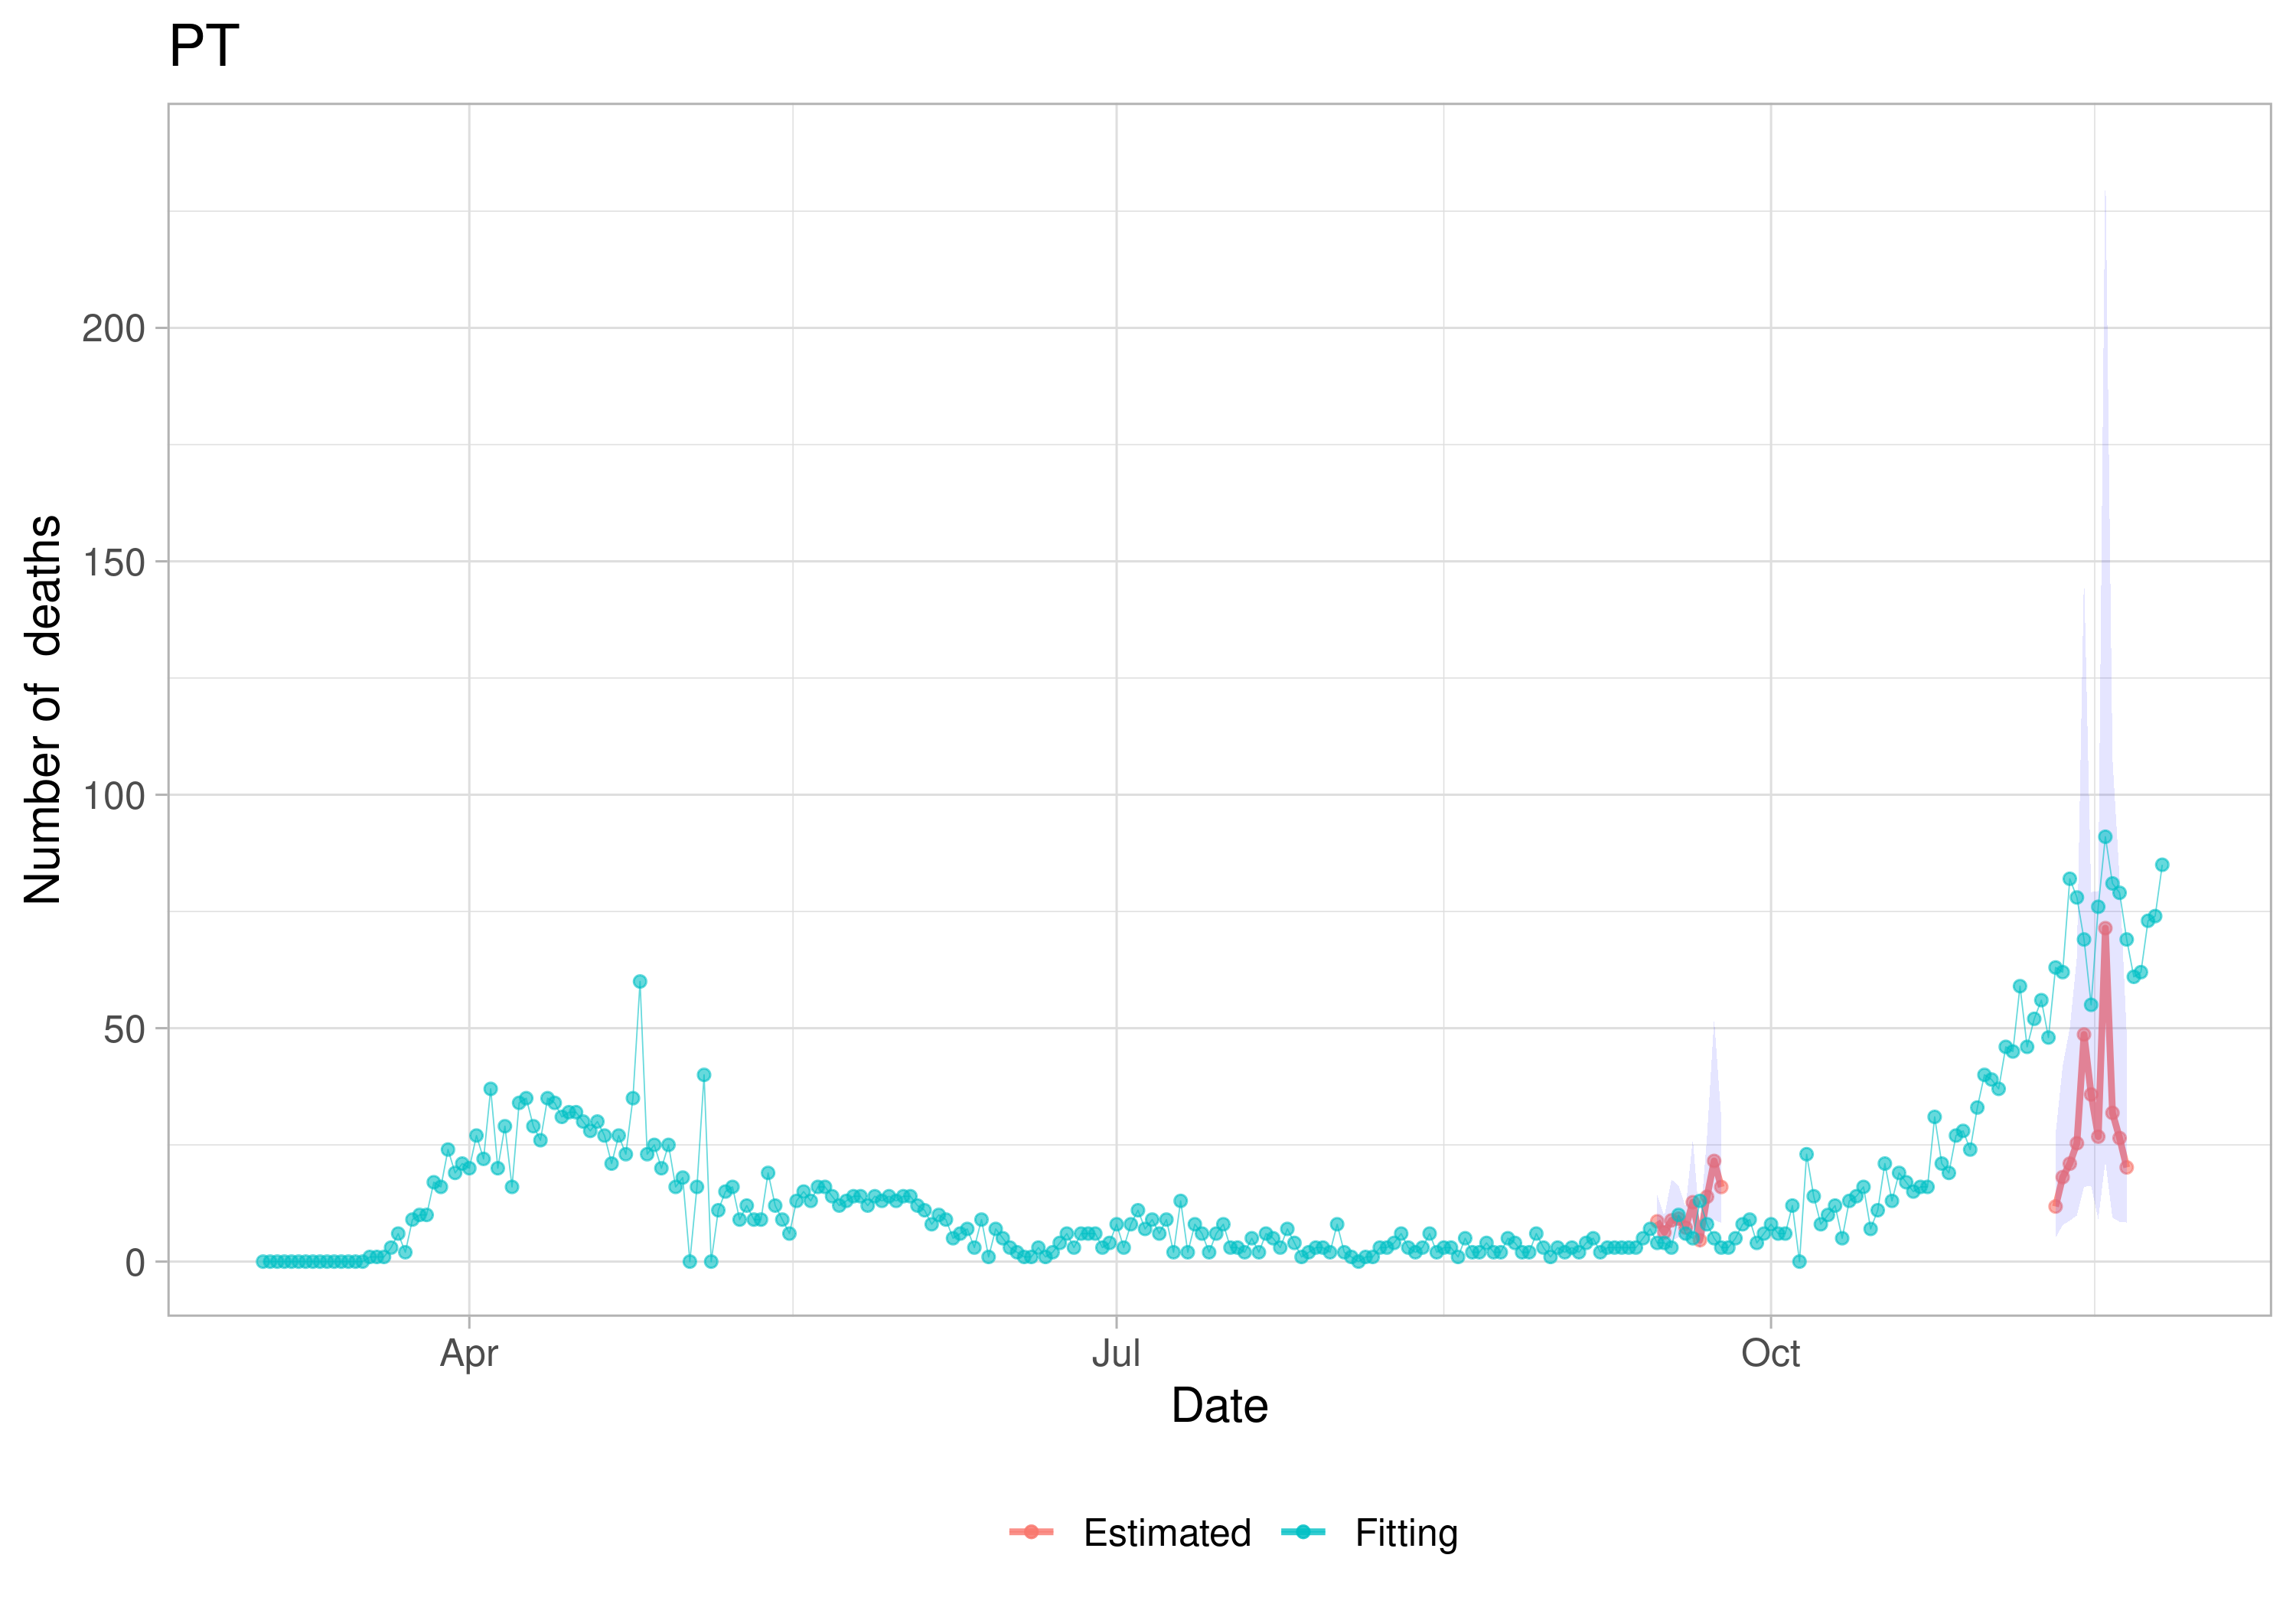 PT
Number of  deaths
200
150
100
50
0
Apr
Jul
Oct
Date
Estimated
Fitting